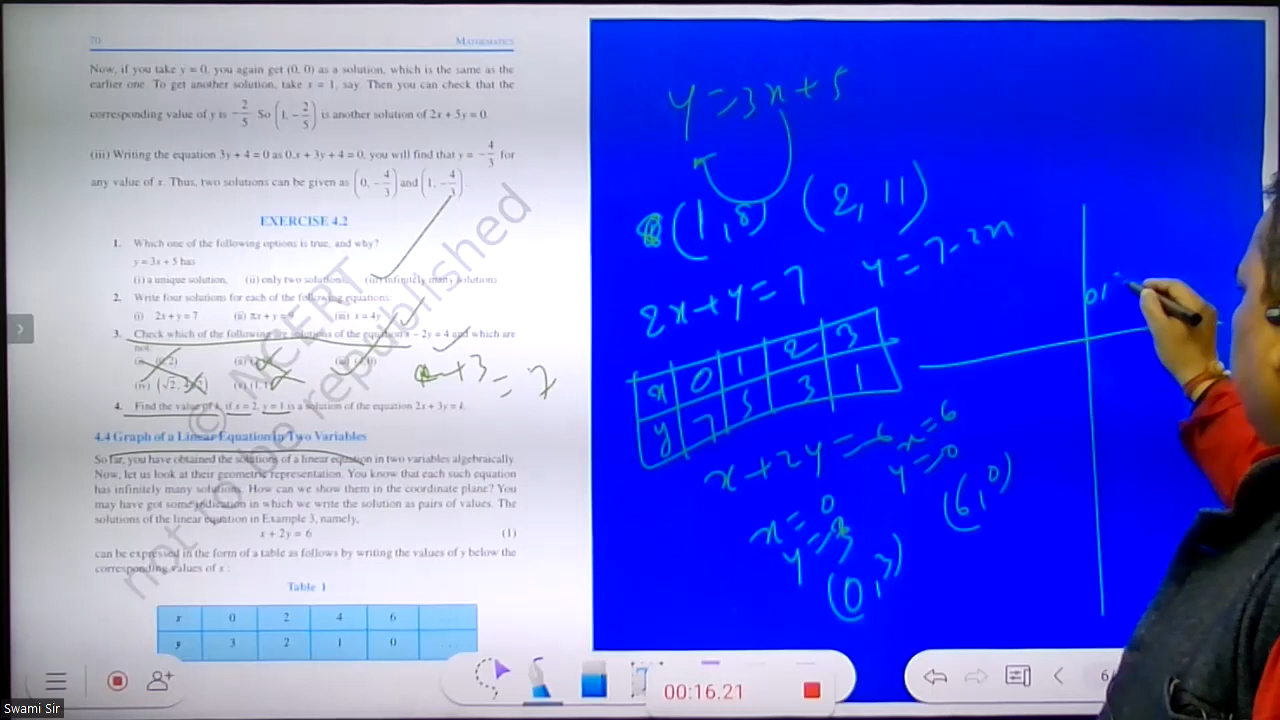 70 MATHEMATICS
Now, if you take y = 0, you again get (0, 0) as a solution, which is the same as the
earlier one. To get another solution, take x = 1, say. Then you can check that the
corresponding value of y is −2/5. So (1, −2/5) is another solution of 2x + 5y = 0.
(iii) Writing the equation 3y + 4 = 0 as 0.x + 3y + 4 = 0, you will find that y = −4/3 for
any value of x. Thus, two solutions can be given as (0, −4/3) and (1, −4/3).
EXERCISE 4.2
1. Which one of the following options is true, and why?
y = 3x + 5 has
(i) a unique solution, (ii) only two solutions, (iii) infinitely many solutions
2. Write four solutions for each of the following equations:
(i) 2x + y = 7 (ii) πx + y = 9 (iii) x = 4y
3. Check which of the following are solutions of the equation x − 2y = 4 and which are
not:
(iv) (v) (1, 1)
4. Find the value of k, if x = 2, y = 1 is a solution of the equation 2x + 3y = k.
+3 = 7
4.4 Graph of a Linear Equation in Two Variables
So far, you have obtained the solutions of a linear equation in two variables algebraically.
Now, let us look at their geometric representation. You know that each such equation
has infinitely many solutions. How can we show them in the coordinate plane? You
may have got some indication in which we write the solution as pairs of values. The
solutions of the linear equation in Example 3, namely,
x + 2y = 6 (1)
can be expressed in the form of a table as follows by writing the values of y below the
corresponding values of x :
Table 1
x 0 2 4 6 . . . .
y 3 2 1 0 . . . .
© NCERT
not to be republished
y = 3x + 5
(1, 8) (2, 11)
2x + y = 7 y = 7 - 2x
x 0 1 2 3
y 7 5 3 1
x + 2y = 6
x = 6
y = 0
(6, 0)
x = 0
y = 3
(0, 3)
00:16.21
Swami Sir